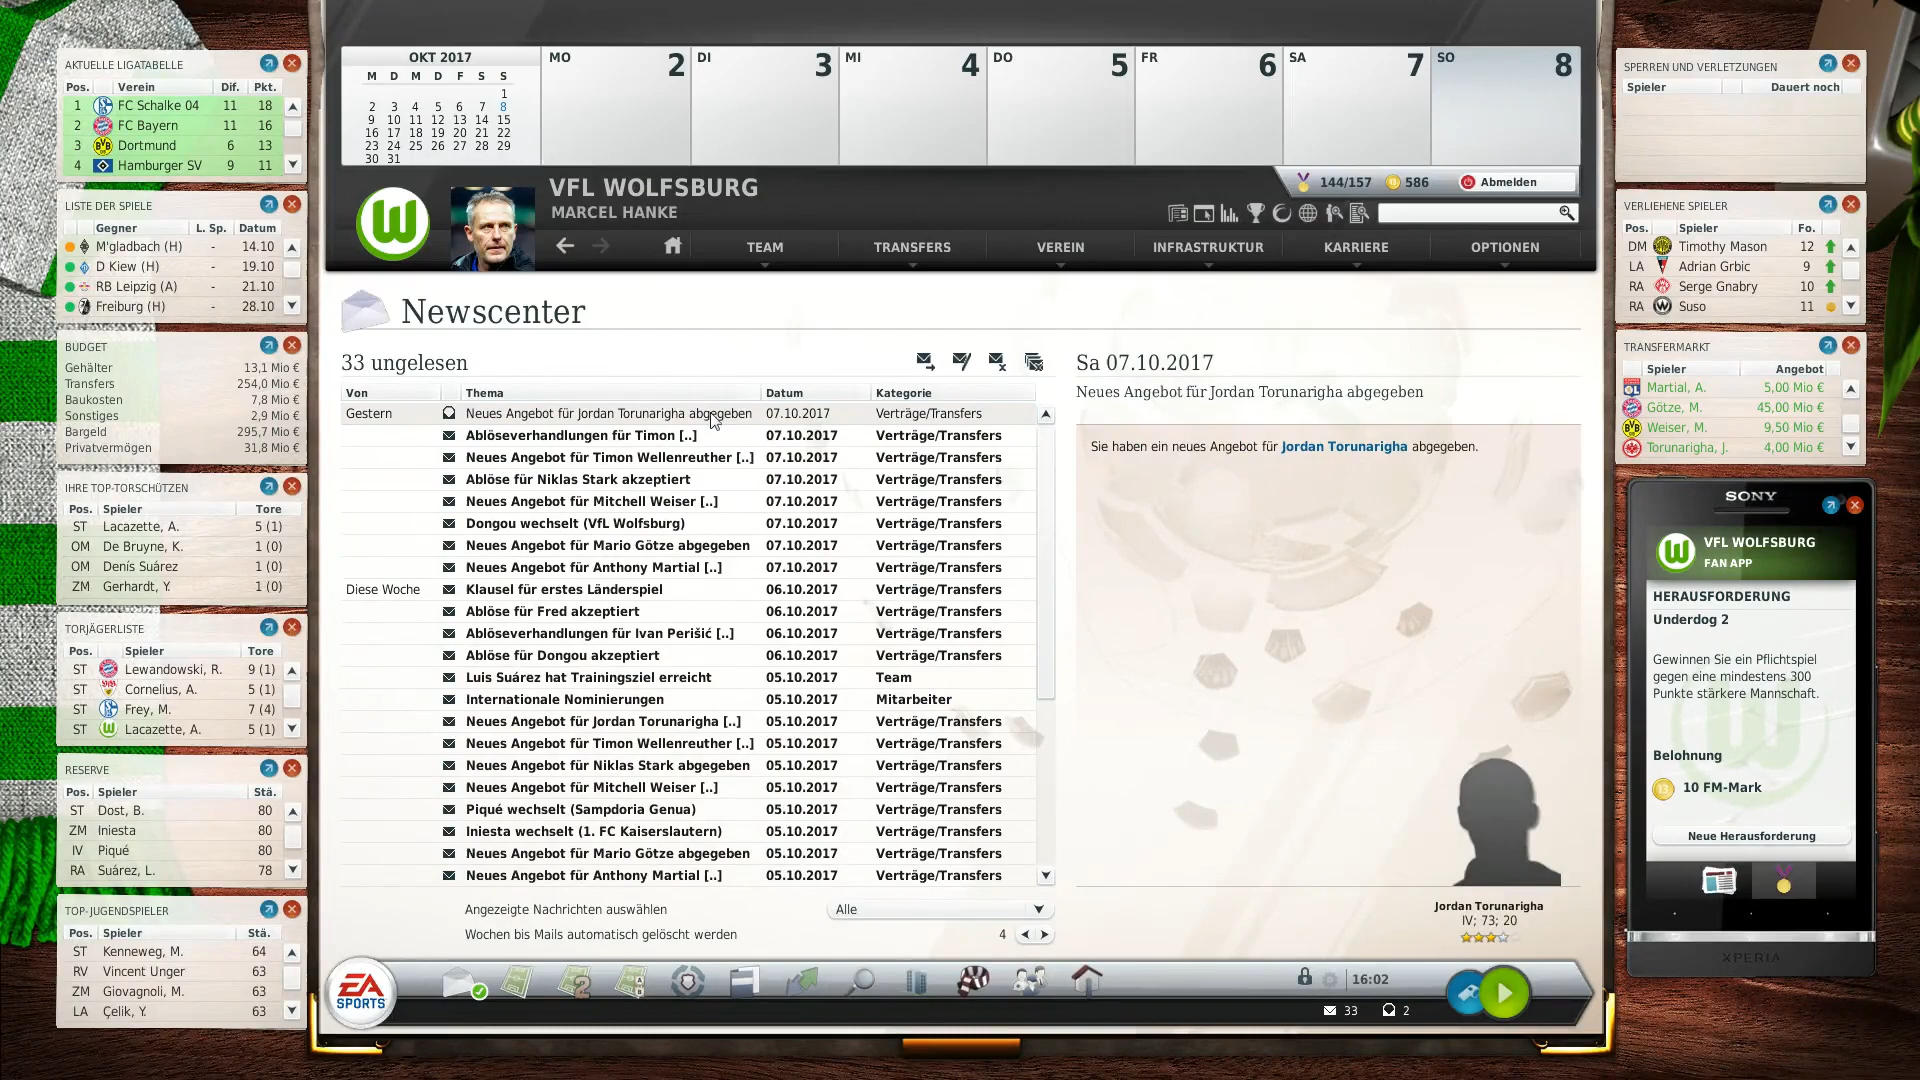 AKTUELLE LIGATABELLE
Pos. Verein Dif. Pkt.
1 FC Schalke 04 11 18
2 FC Bayern 11 16
3 Dortmund 6 13
4 Hamburger SV 9 11
LISTE DER SPIELE
Gegner L. Sp. Datum
M'gladbach (H) - 14.10
D Kiew (H) - 19.10
RB Leipzig (A) - 21.10
Freiburg (H) - 28.10
BUDGET
Gehälter 13,1 Mio €
Transfers 254,0 Mio €
Baukosten 7,8 Mio €
Sonstiges 2,9 Mio €
Bargeld 295,7 Mio €
Privatvermögen 31,8 Mio €
IHRE TOP-TORSCHÜTZEN
Pos. Spieler Tore
ST Lacazette, A. 5 (1)
OM De Bruyne, K. 1 (0)
OM Denís Suárez 1 (0)
ZM Gerhardt, Y. 1 (0)
TORJÄGERLISTE
Pos. Spieler Tore
ST Lewandowski, R. 9 (1)
ST Cornelius, A. 5 (1)
ST Frey, M. 7 (4)
ST Lacazette, A. 5 (1)
RESERVE
Pos. Spieler Stä.
ST Dost, B. 80
ZM Iniesta 80
IV Piqué 80
RA Suárez, L. 78
TOP-JUGENDSPIELER
Pos. Spieler Stä.
ST Kenneweg, M. 64
RV Vincent Unger 63
ZM Giovagnoli, M. 63
LA Çelik, Y. 63
OKT 2017
M D M D F S S
1
2 3 4 5 6 7 8
9 10 11 12 13 14 15
16 17 18 19 20 21 22
23 24 25 26 27 28 29
30 31
MO 2 DI 3 MI 4 DO 5 FR 6 SA 7 SO 8
VFL WOLFSBURG
MARCEL HANKE
144/157 586 Abmelden
TEAM TRANSFERS VEREIN INFRASTRUKTUR KARRIERE OPTIONEN
Newscenter
33 ungelesen
Von Thema Datum Kategorie
Gestern Neues Angebot für Jordan Torunarigha abgegeben 07.10.2017 Verträge/Transfers
Ablöseverhandlungen für Timon [..] 07.10.2017 Verträge/Transfers
Neues Angebot für Timon Wellenreuther [..] 07.10.2017 Verträge/Transfers
Ablöse für Niklas Stark akzeptiert 07.10.2017 Verträge/Transfers
Neues Angebot für Mitchell Weiser [..] 07.10.2017 Verträge/Transfers
Dongou wechselt (VfL Wolfsburg) 07.10.2017 Verträge/Transfers
Neues Angebot für Mario Götze abgegeben 07.10.2017 Verträge/Transfers
Neues Angebot für Anthony Martial [..] 07.10.2017 Verträge/Transfers
Diese Woche Klausel für erstes Länderspiel 06.10.2017 Verträge/Transfers
Ablöse für Fred akzeptiert 06.10.2017 Verträge/Transfers
Ablöseverhandlungen für Ivan Perišić [..] 06.10.2017 Verträge/Transfers
Ablöse für Dongou akzeptiert 06.10.2017 Verträge/Transfers
Luis Suárez hat Trainingsziel erreicht 05.10.2017 Team
Internationale Nominierungen 05.10.2017 Mitarbeiter
Neues Angebot für Jordan Torunarigha [..] 05.10.2017 Verträge/Transfers
Neues Angebot für Timon Wellenreuther [..] 05.10.2017 Verträge/Transfers
Neues Angebot für Niklas Stark abgegeben 05.10.2017 Verträge/Transfers
Neues Angebot für Mitchell Weiser [..] 05.10.2017 Verträge/Transfers
Piqué wechselt (Sampdoria Genua) 05.10.2017 Verträge/Transfers
Iniesta wechselt (1. FC Kaiserslautern) 05.10.2017 Verträge/Transfers
Neues Angebot für Mario Götze abgegeben 05.10.2017 Verträge/Transfers
Neues Angebot für Anthony Martial [..] 05.10.2017 Verträge/Transfers
Angezeigte Nachrichten auswählen Alle
Wochen bis Mails automatisch gelöscht werden 4
Sa 07.10.2017
Neues Angebot für Jordan Torunarigha abgegeben
Sie haben ein neues Angebot für Jordan Torunarigha abgegeben.
Jordan Torunarigha
IV; 73; 20
EA
SPORTS
16:02
33 2
SPERREN UND VERLETZUNGEN
Spieler Dauert noch
VERLIEHENE SPIELER
Pos. Spieler Fo.
DM Timothy Mason 12
LA Adrian Grbic 9
RA Serge Gnabry 10
RA Suso 11
TRANSFERMARKT
Spieler Angebot
Martial, A. 5,00 Mio €
Götze, M. 45,00 Mio €
Weiser, M. 9,50 Mio €
Torunarigha, J. 4,00 Mio €
SONY
VFL WOLFSBURG
FAN APP
HERAUSFORDERUNG
Underdog 2
Gewinnen Sie ein Pflichtspiel
gegen eine mindestens 300
Punkte stärkere Mannschaft.
Belohnung
10 FM-Mark
Neue Herausforderung
XPERIA